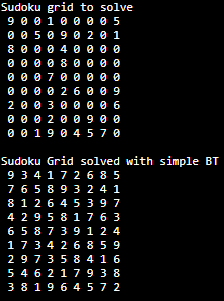 Sudoku grid to solve
9 0 0 1 0 0 0 0 5
0 0 5 0 9 0 2 0 1
8 0 0 0 4 0 0 0 0
0 0 0 0 8 0 0 0 0
0 0 0 7 0 0 0 0 0
0 0 0 0 2 6 0 0 9
2 0 0 3 0 0 0 0 6
0 0 0 2 0 0 9 0 0
0 0 1 9 0 4 5 7 0
Sudoku Grid solved with simple BT
9 3 4 1 7 2 6 8 5
7 6 5 8 9 3 2 4 1
8 1 2 6 4 5 3 9 7
4 2 9 5 8 1 7 6 3
6 5 8 7 3 9 1 2 4
1 7 3 4 2 6 8 5 9
2 9 7 3 5 8 4 1 6
5 4 6 2 1 7 9 3 8
3 8 1 9 6 4 5 7 2